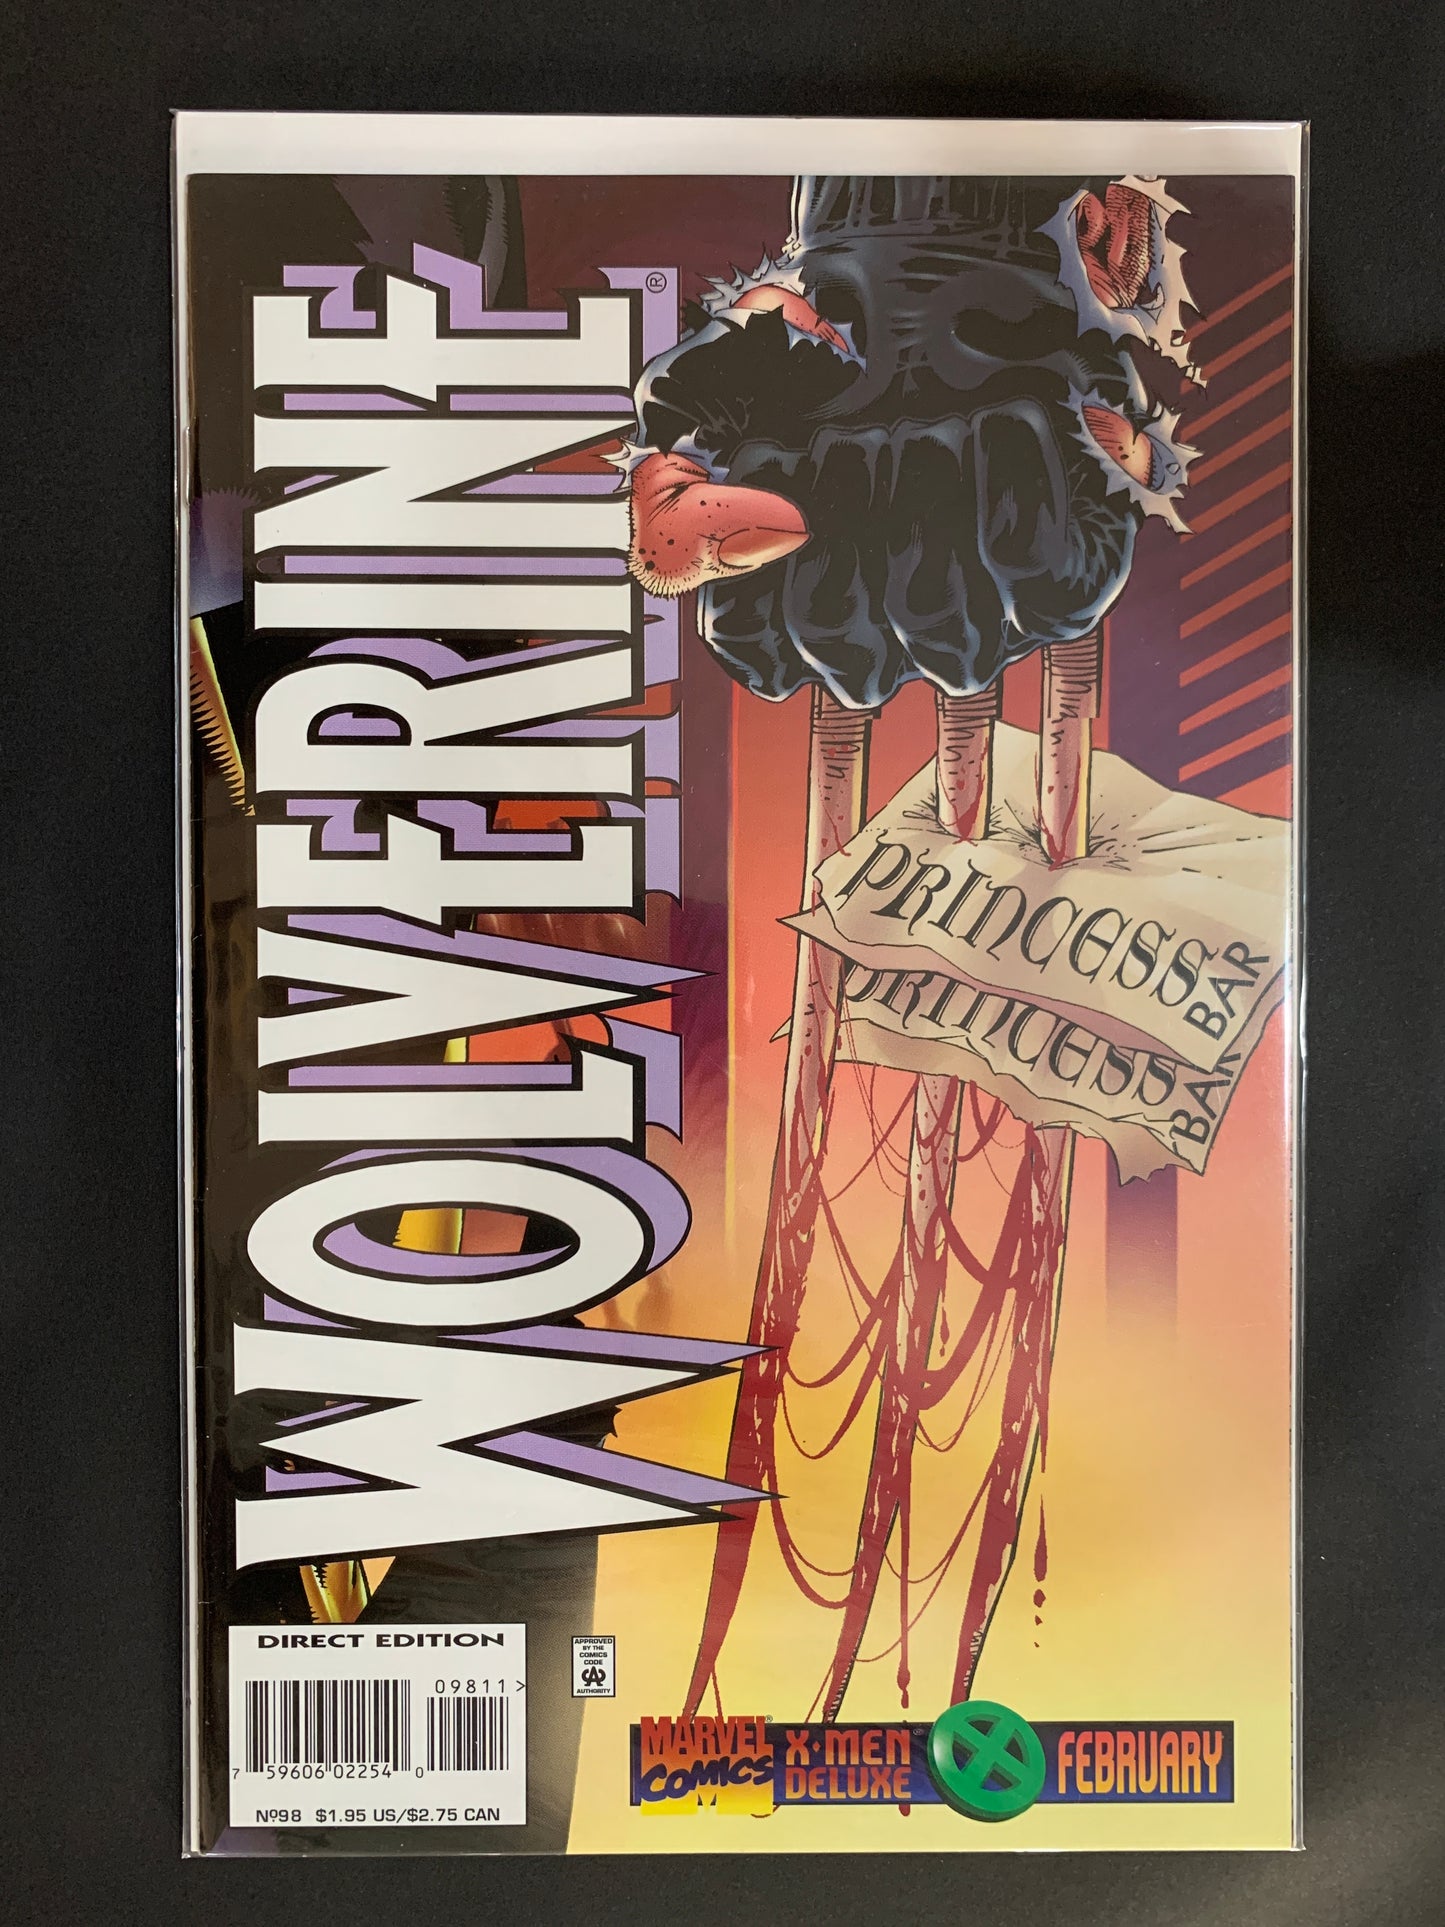 WOLVERINE®
PRINCESS
BAR
PRINCESS
BAR
DIRECT EDITION
09811>
7 59606 02254 0
Nº98 $1.95 US/$2.75 CAN
APPROVED
BY THE
COMICS
CODE
CA
AUTHORITY
MARVEL®
COMICS
X·MEN®
DELUXE
X
FEBRUARY